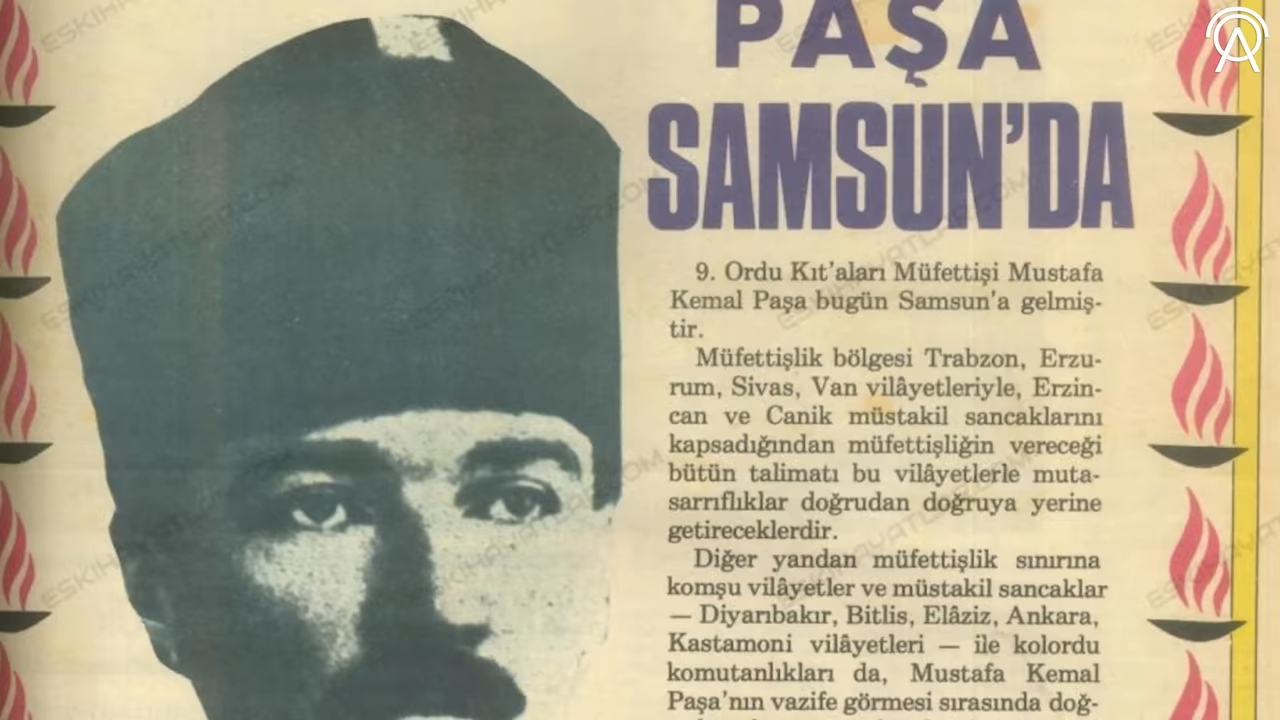 PAŞA
SAMSUN'DA
9. Ordu Kıt'aları Müfettişi Mustafa
Kemal Paşa bugün Samsun'a gelmiş-
tir.
Müfettişlik bölgesi Trabzon, Erzu-
rum, Sivas, Van vilâyetleriyle, Erzin-
can ve Canik müstakil sancaklarını
kapsadığından müfettişliğin vereceği
bütün talimatı bu vilâyetlerle muta-
sarrıflıklar doğrudan doğruya yerine
getireceklerdir.
Diğer yandan müfettişlik sınırına
komşu vilâyetler ve müstakil sancaklar
— Diyarıbakır, Bitlis, Elâziz, Ankara,
Kastamoni vilâyetleri — ile kolordu
komutanlıkları da, Mustafa Kemal
Paşa'nın vazife görmesi sırasında doğ-
ESKIHAYATLAR.COM